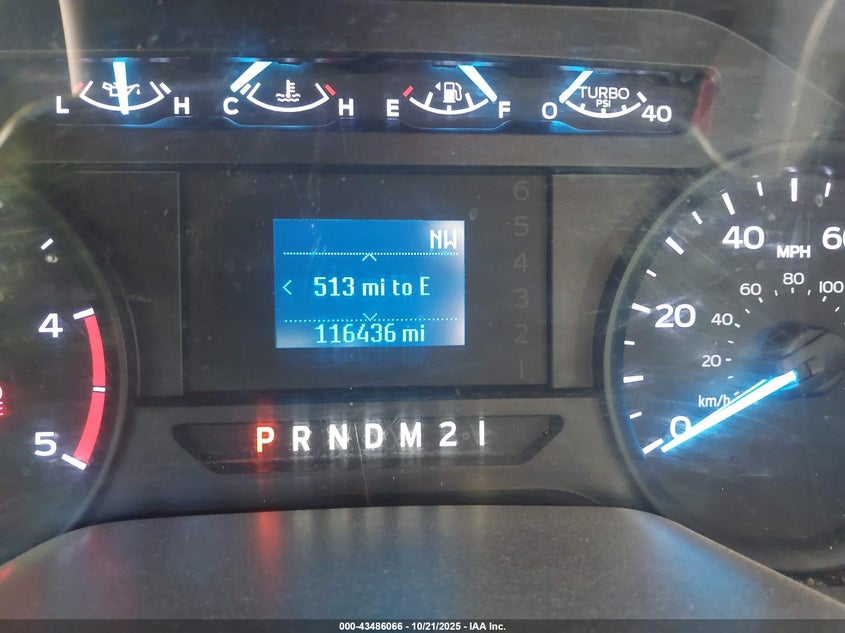 L H C H E F 0 TURBO PSI 40
NW
513 mi to E
116436 mi
6
5
4
3
2
1
4
5
0 20 40 60
MPH
km/h 20 40 60 80 100
P R N D M 2 1
000-43486066 - 10/21/2025 - IAA Inc.